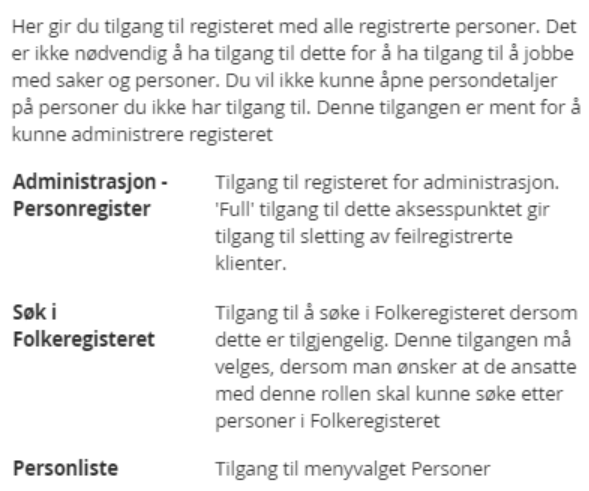 Her gir du tilgang til registeret med alle registrerte personer. Det
er ikke nødvendig å ha tilgang til dette for å ha tilgang til å jobbe
med saker og personer. Du vil ikke kunne åpne persondetaljer
på personer du ikke har tilgang til. Denne tilgangen er ment for å
kunne administrere registeret
Administrasjon -
Personregister
Tilgang til registeret for administrasjon.
'Full' tilgang til dette aksesspunktet gir
tilgang til sletting av feilregistrerte
klienter.
Søk i
Folkeregisteret
Tilgang til å søke i Folkeregisteret dersom
dette er tilgjengelig. Denne tilgangen må
velges, dersom man ønsker at de ansatte
med denne rollen skal kunne søke etter
personer i Folkeregisteret
Personliste
Tilgang til menyvalget Personer